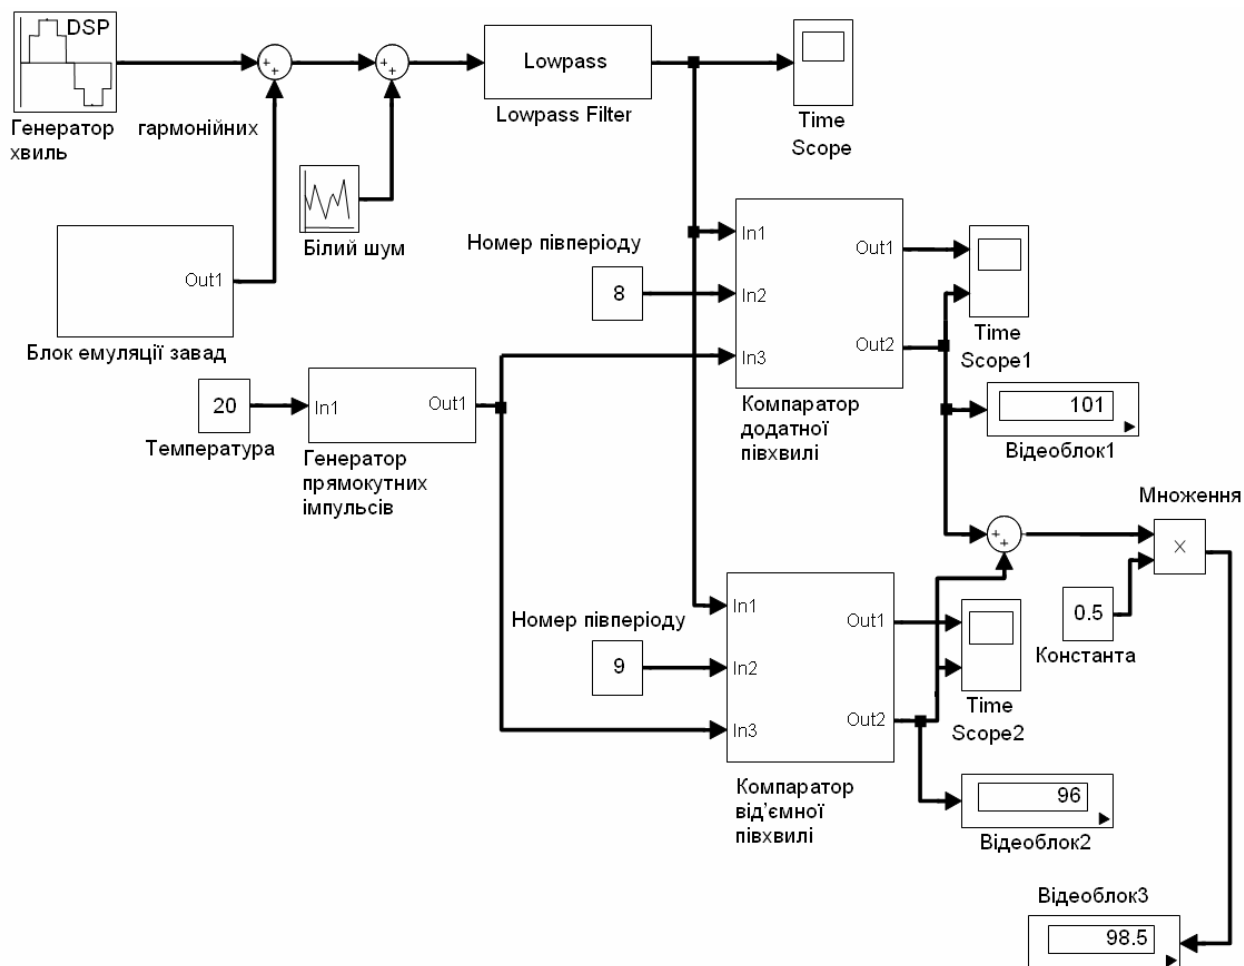 DSP
Генератор гармонійних
хвиль
+
+
+
+
Lowpass
Lowpass Filter
Time
Scope
Білий шум
Out1
Блок емуляції завад
Номер півперіоду
8
In1
In2
In3
Out1
Out2
Компаратор
додатної
півхвилі
Time
Scope1
101
Відеоблок1
20
Температура
In1
Out1
Генератор
прямокутних
імпульсів
+
+
Множення
×
0.5
Константа
Номер півперіоду
9
In1
In2
In3
Out1
Out2
Компаратор
від’ємної
півхвилі
Time
Scope2
96
Відеоблок2
Відеоблок3
98.5